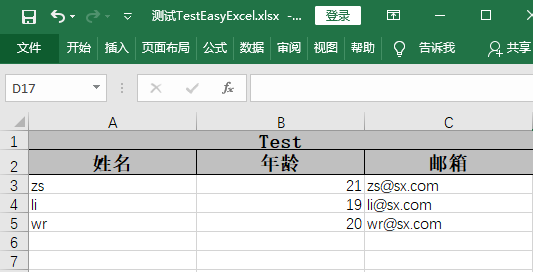 测试TestEasyExcel.xlsx -... 登录
文件 开始 插入 页面布局 公式 数据 审阅 视图 帮助 告诉我 共享
D17 fx
A B C
1 Test
2 姓名 年龄 邮箱
3 zs 21 zs@sx.com
4 li 19 li@sx.com
5 wr 20 wr@sx.com
6
7